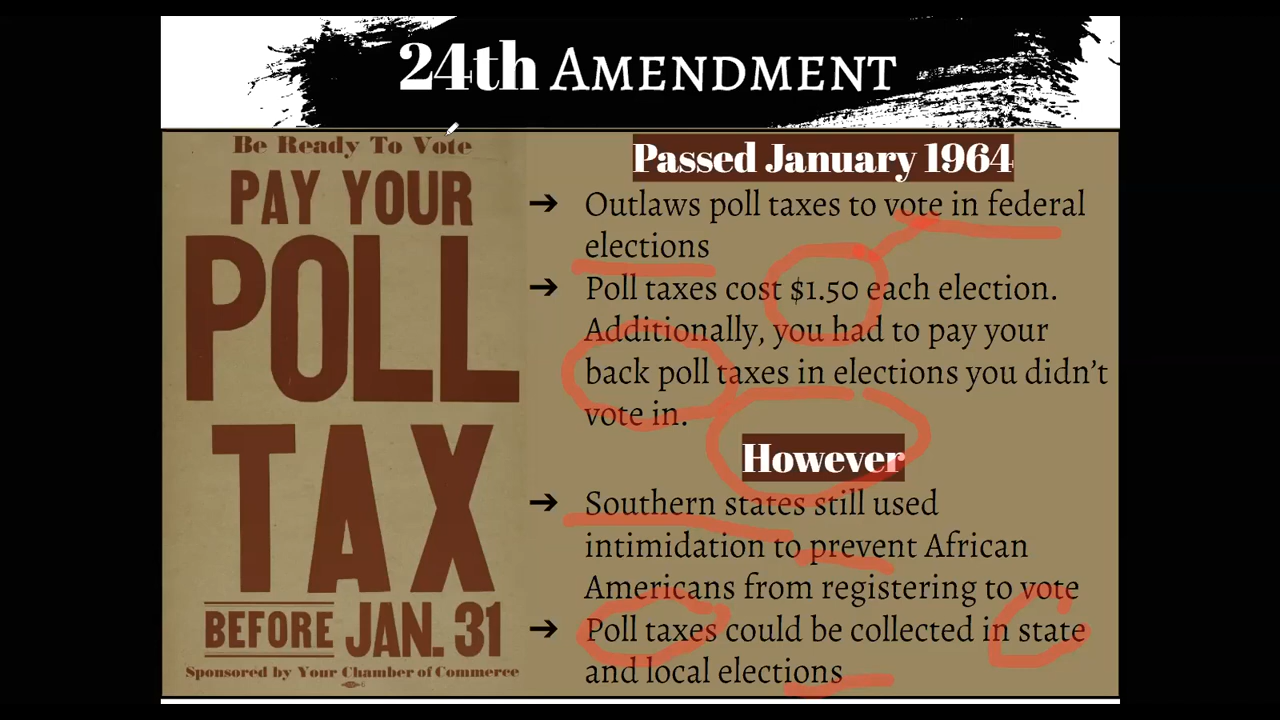 24th AMENDMENT
Be Ready To Vote
PAY YOUR
POLL
TAX
BEFORE JAN. 31
Sponsored by Your Chamber of Commerce
Passed January 1964
➔ Outlaws poll taxes to vote in federal
elections
➔ Poll taxes cost $1.50 each election.
Additionally, you had to pay your
back poll taxes in elections you didn't
vote in.
However
➔ Southern states still used
intimidation to prevent African
Americans from registering to vote
➔ Poll taxes could be collected in state
and local elections